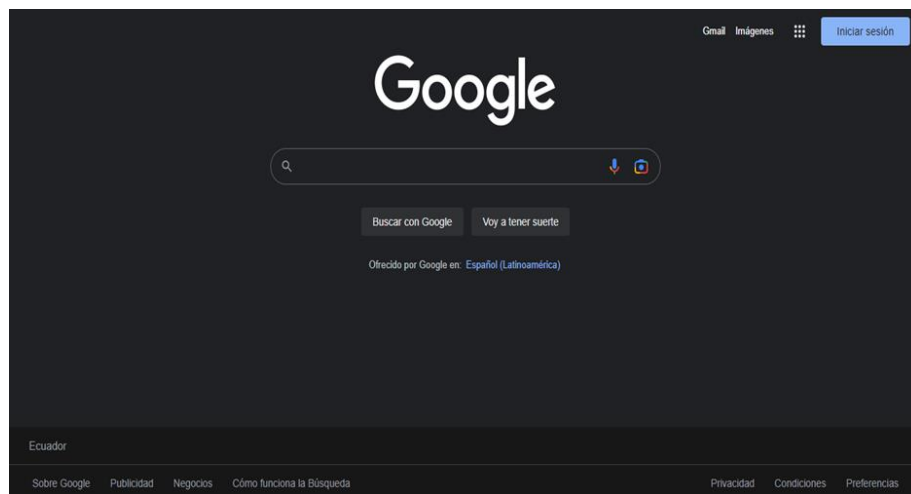 Gmail Imágenes Iniciar sesión
Google
Buscar con Google Voy a tener suerte
Ofrecido por Google en: Español (Latinoamérica)
Ecuador
Sobre Google Publicidad Negocios Cómo funciona la Búsqueda Privacidad Condiciones Preferencias